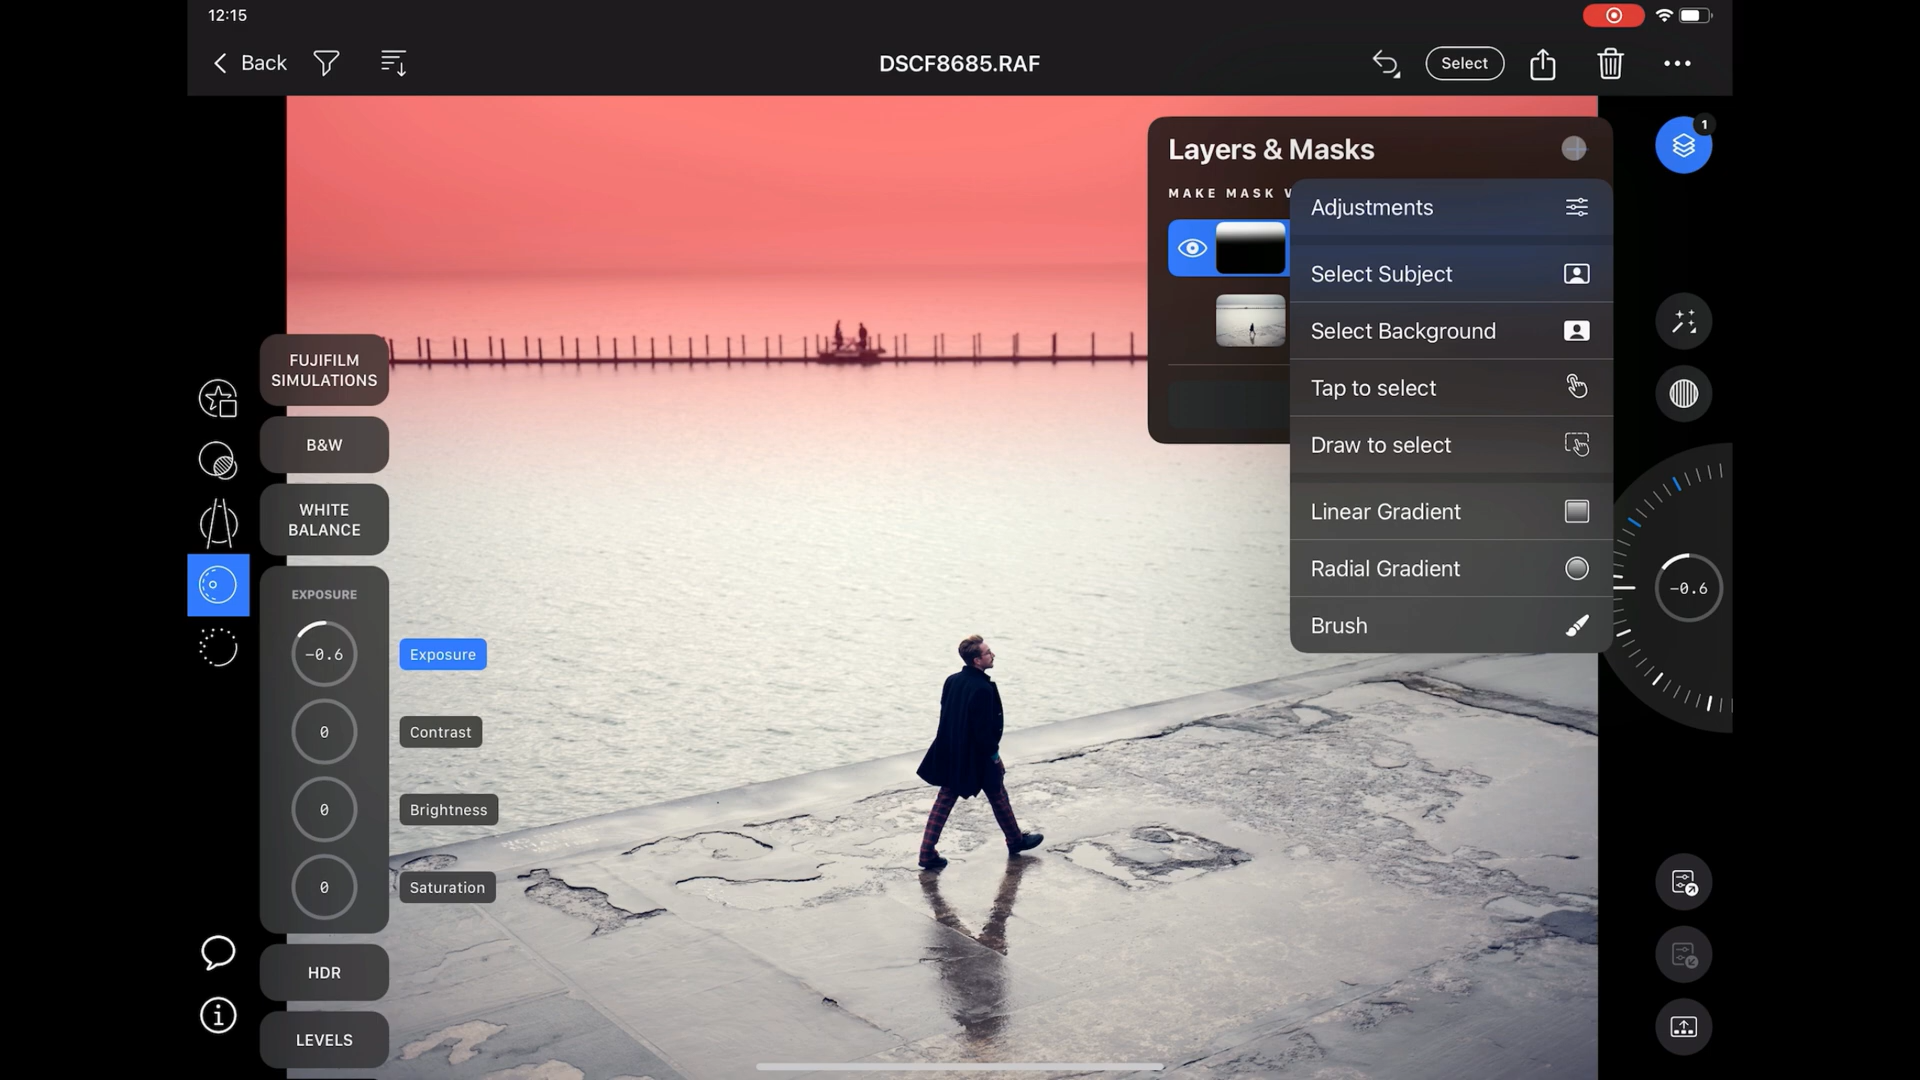 12:15
Back
DSCF8685.RAF
Select
Layers & Masks
1
MAKE MASK
Adjustments
Select Subject
Select Background
Tap to select
Draw to select
Linear Gradient
Radial Gradient
Brush
FUJIFILM
SIMULATIONS
B&W
WHITE
BALANCE
EXPOSURE
-0.6
Exposure
0
Contrast
0
Brightness
0
Saturation
HDR
LEVELS
-0.6